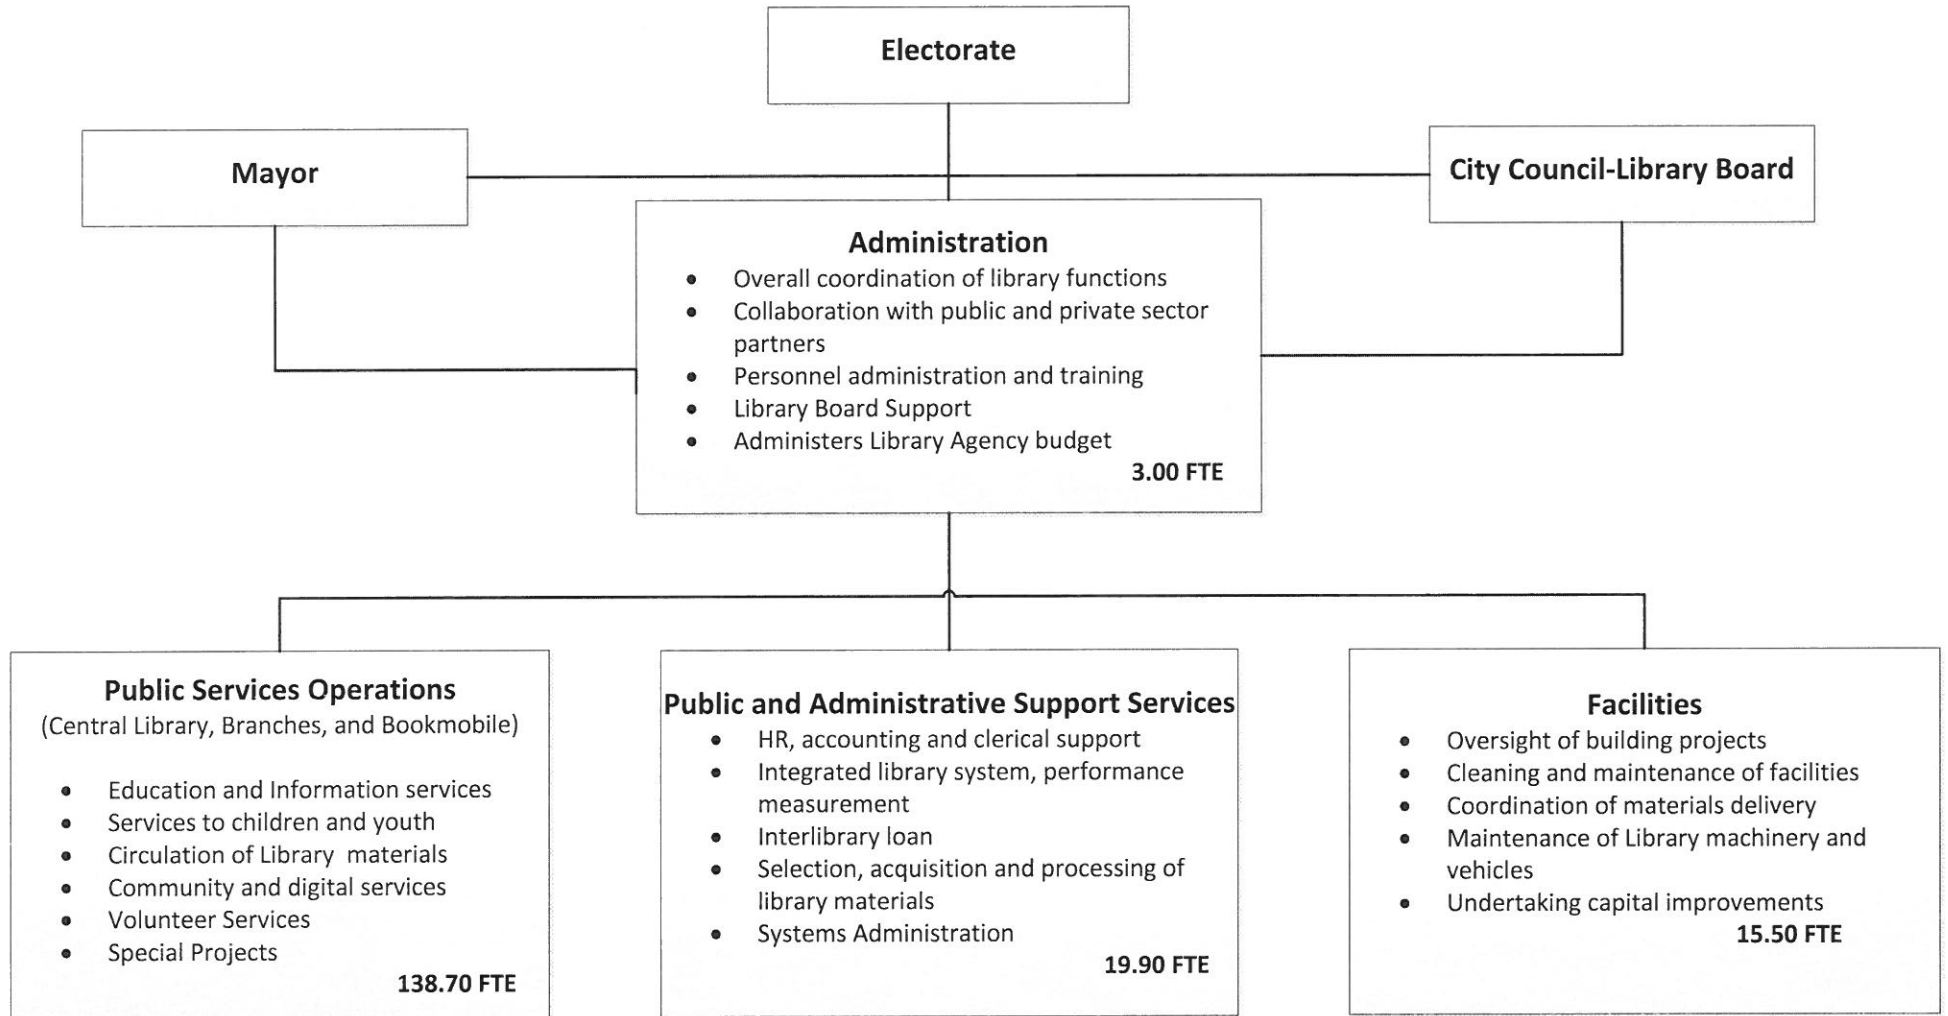 Electorate
Mayor
City Council-Library Board
Administration
• Overall coordination of library functions
• Collaboration with public and private sector
partners
• Personnel administration and training
• Library Board Support
• Administers Library Agency budget
3.00 FTE
Public Services Operations
(Central Library, Branches, and Bookmobile)
• Education and Information services
• Services to children and youth
• Circulation of Library materials
• Community and digital services
• Volunteer Services
• Special Projects
138.70 FTE
Public and Administrative Support Services
• HR, accounting and clerical support
• Integrated library system, performance
measurement
• Interlibrary loan
• Selection, acquisition and processing of
library materials
• Systems Administration
19.90 FTE
Facilities
• Oversight of building projects
• Cleaning and maintenance of facilities
• Coordination of materials delivery
• Maintenance of Library machinery and
vehicles
• Undertaking capital improvements
15.50 FTE